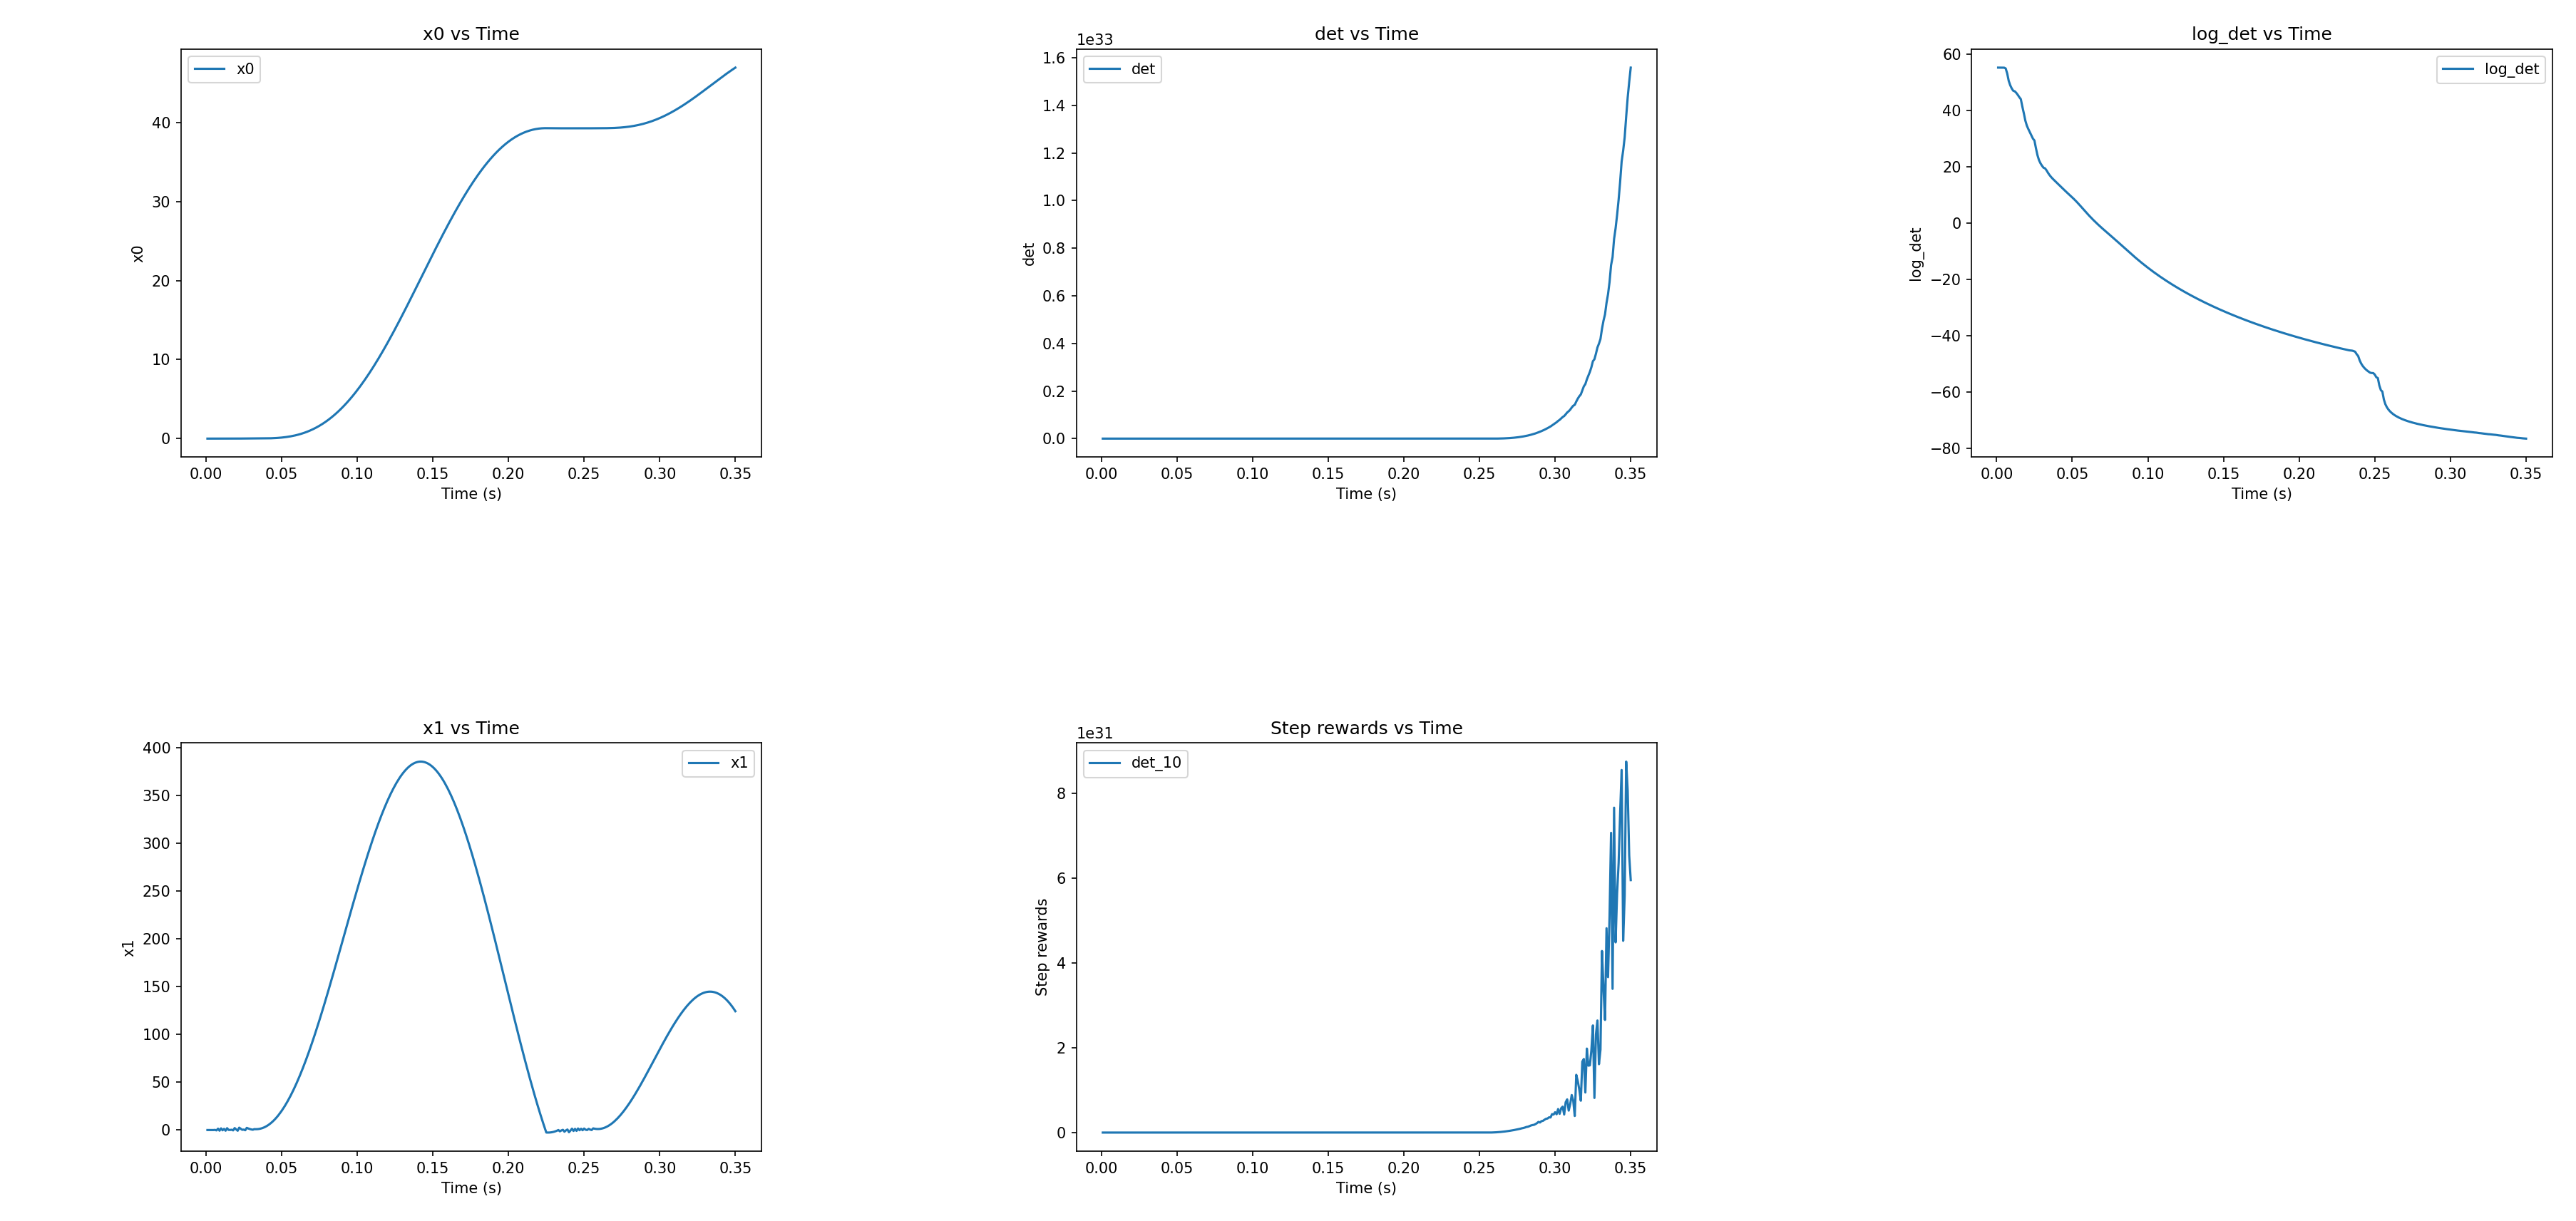 x0 vs Time
x0
40
30
20
10
0
x0
0.00 0.05 0.10 0.15 0.20 0.25 0.30 0.35
Time (s)
det vs Time
1e33
det
1.6
1.4
1.2
1.0
0.8
0.6
0.4
0.2
0.0
det
0.00 0.05 0.10 0.15 0.20 0.25 0.30 0.35
Time (s)
log_det vs Time
log_det
60
40
20
0
−20
−40
−60
−80
log_det
0.00 0.05 0.10 0.15 0.20 0.25 0.30 0.35
Time (s)
x1 vs Time
x1
400
350
300
250
200
150
100
50
0
x1
0.00 0.05 0.10 0.15 0.20 0.25 0.30 0.35
Time (s)
Step rewards vs Time
1e31
det_10
8
6
4
2
0
Step rewards
0.00 0.05 0.10 0.15 0.20 0.25 0.30 0.35
Time (s)